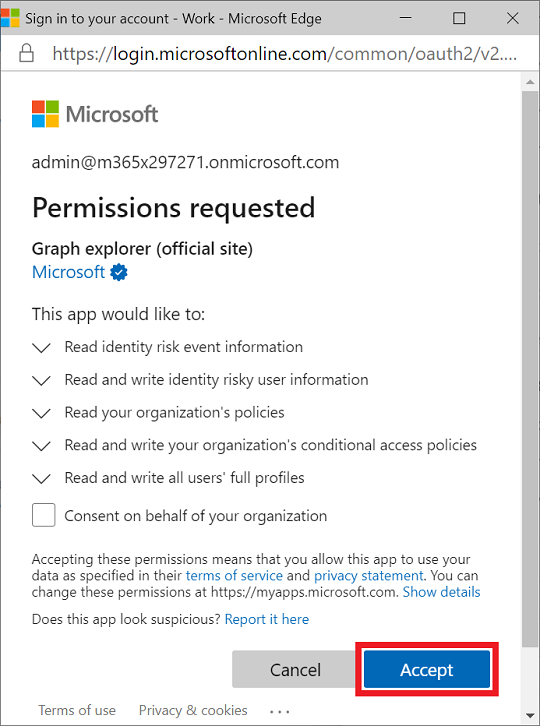 Sign in to your account - Work - Microsoft Edge
https://login.microsoftonline.com/common/oauth2/v2....
Microsoft
admin@m365x297271.onmicrosoft.com
Permissions requested
Graph explorer (official site)
Microsoft
This app would like to:
Read identity risk event information
Read and write identity risky user information
Read your organization's policies
Read and write your organization's conditional access policies
Read and write all users' full profiles
Consent on behalf of your organization
Accepting these permissions means that you allow this app to use your
data as specified in their terms of service and privacy statement. You can
change these permissions at https://myapps.microsoft.com. Show details
Does this app look suspicious? Report it here
Cancel
Accept
Terms of use Privacy & cookies ...